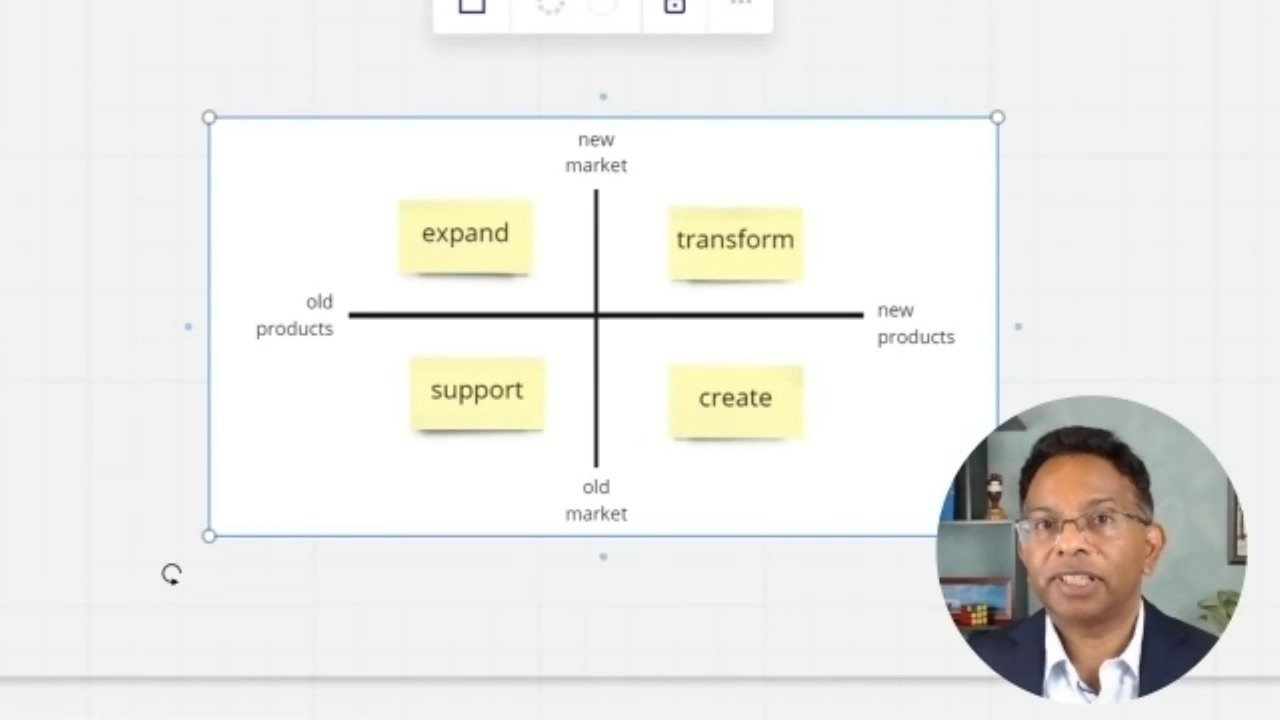 new
market
expand
transform
old
products
new
products
support
create
old
market